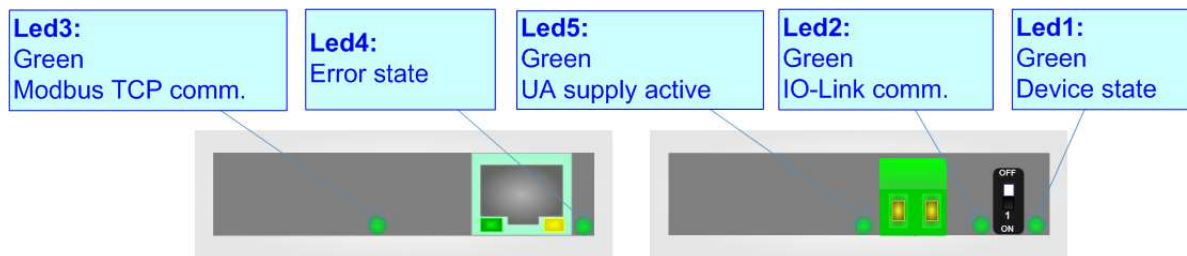 Led3:
Green
Modbus TCP comm.
Led4:
Error state
Led5:
Green
UA supply active
Led2:
Green
IO-Link comm.
Led1:
Green
Device state
OFF
1
ON